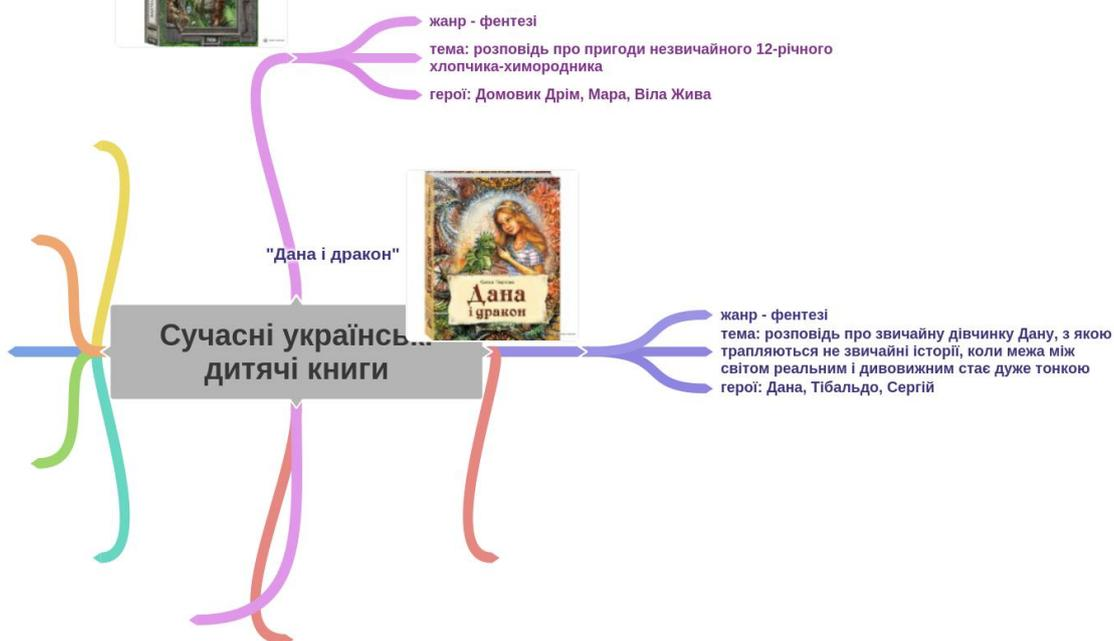 жанр - фентезі
тема: розповідь про пригоди незвичайного 12-річного
хлопчика-химородника
герої: Домовик Дрім, Мара, Віла Жива
"Дана і дракон"
Дана
і дракон
Сучасні українські
дитячі книги
жанр - фентезі
тема: розповідь про звичайну дівчинку Дану, з якою
трапляються не звичайні історії, коли межа між
світом реальним і дивовижним стає дуже тонкою
герої: Дана, Тібальдо, Сергій